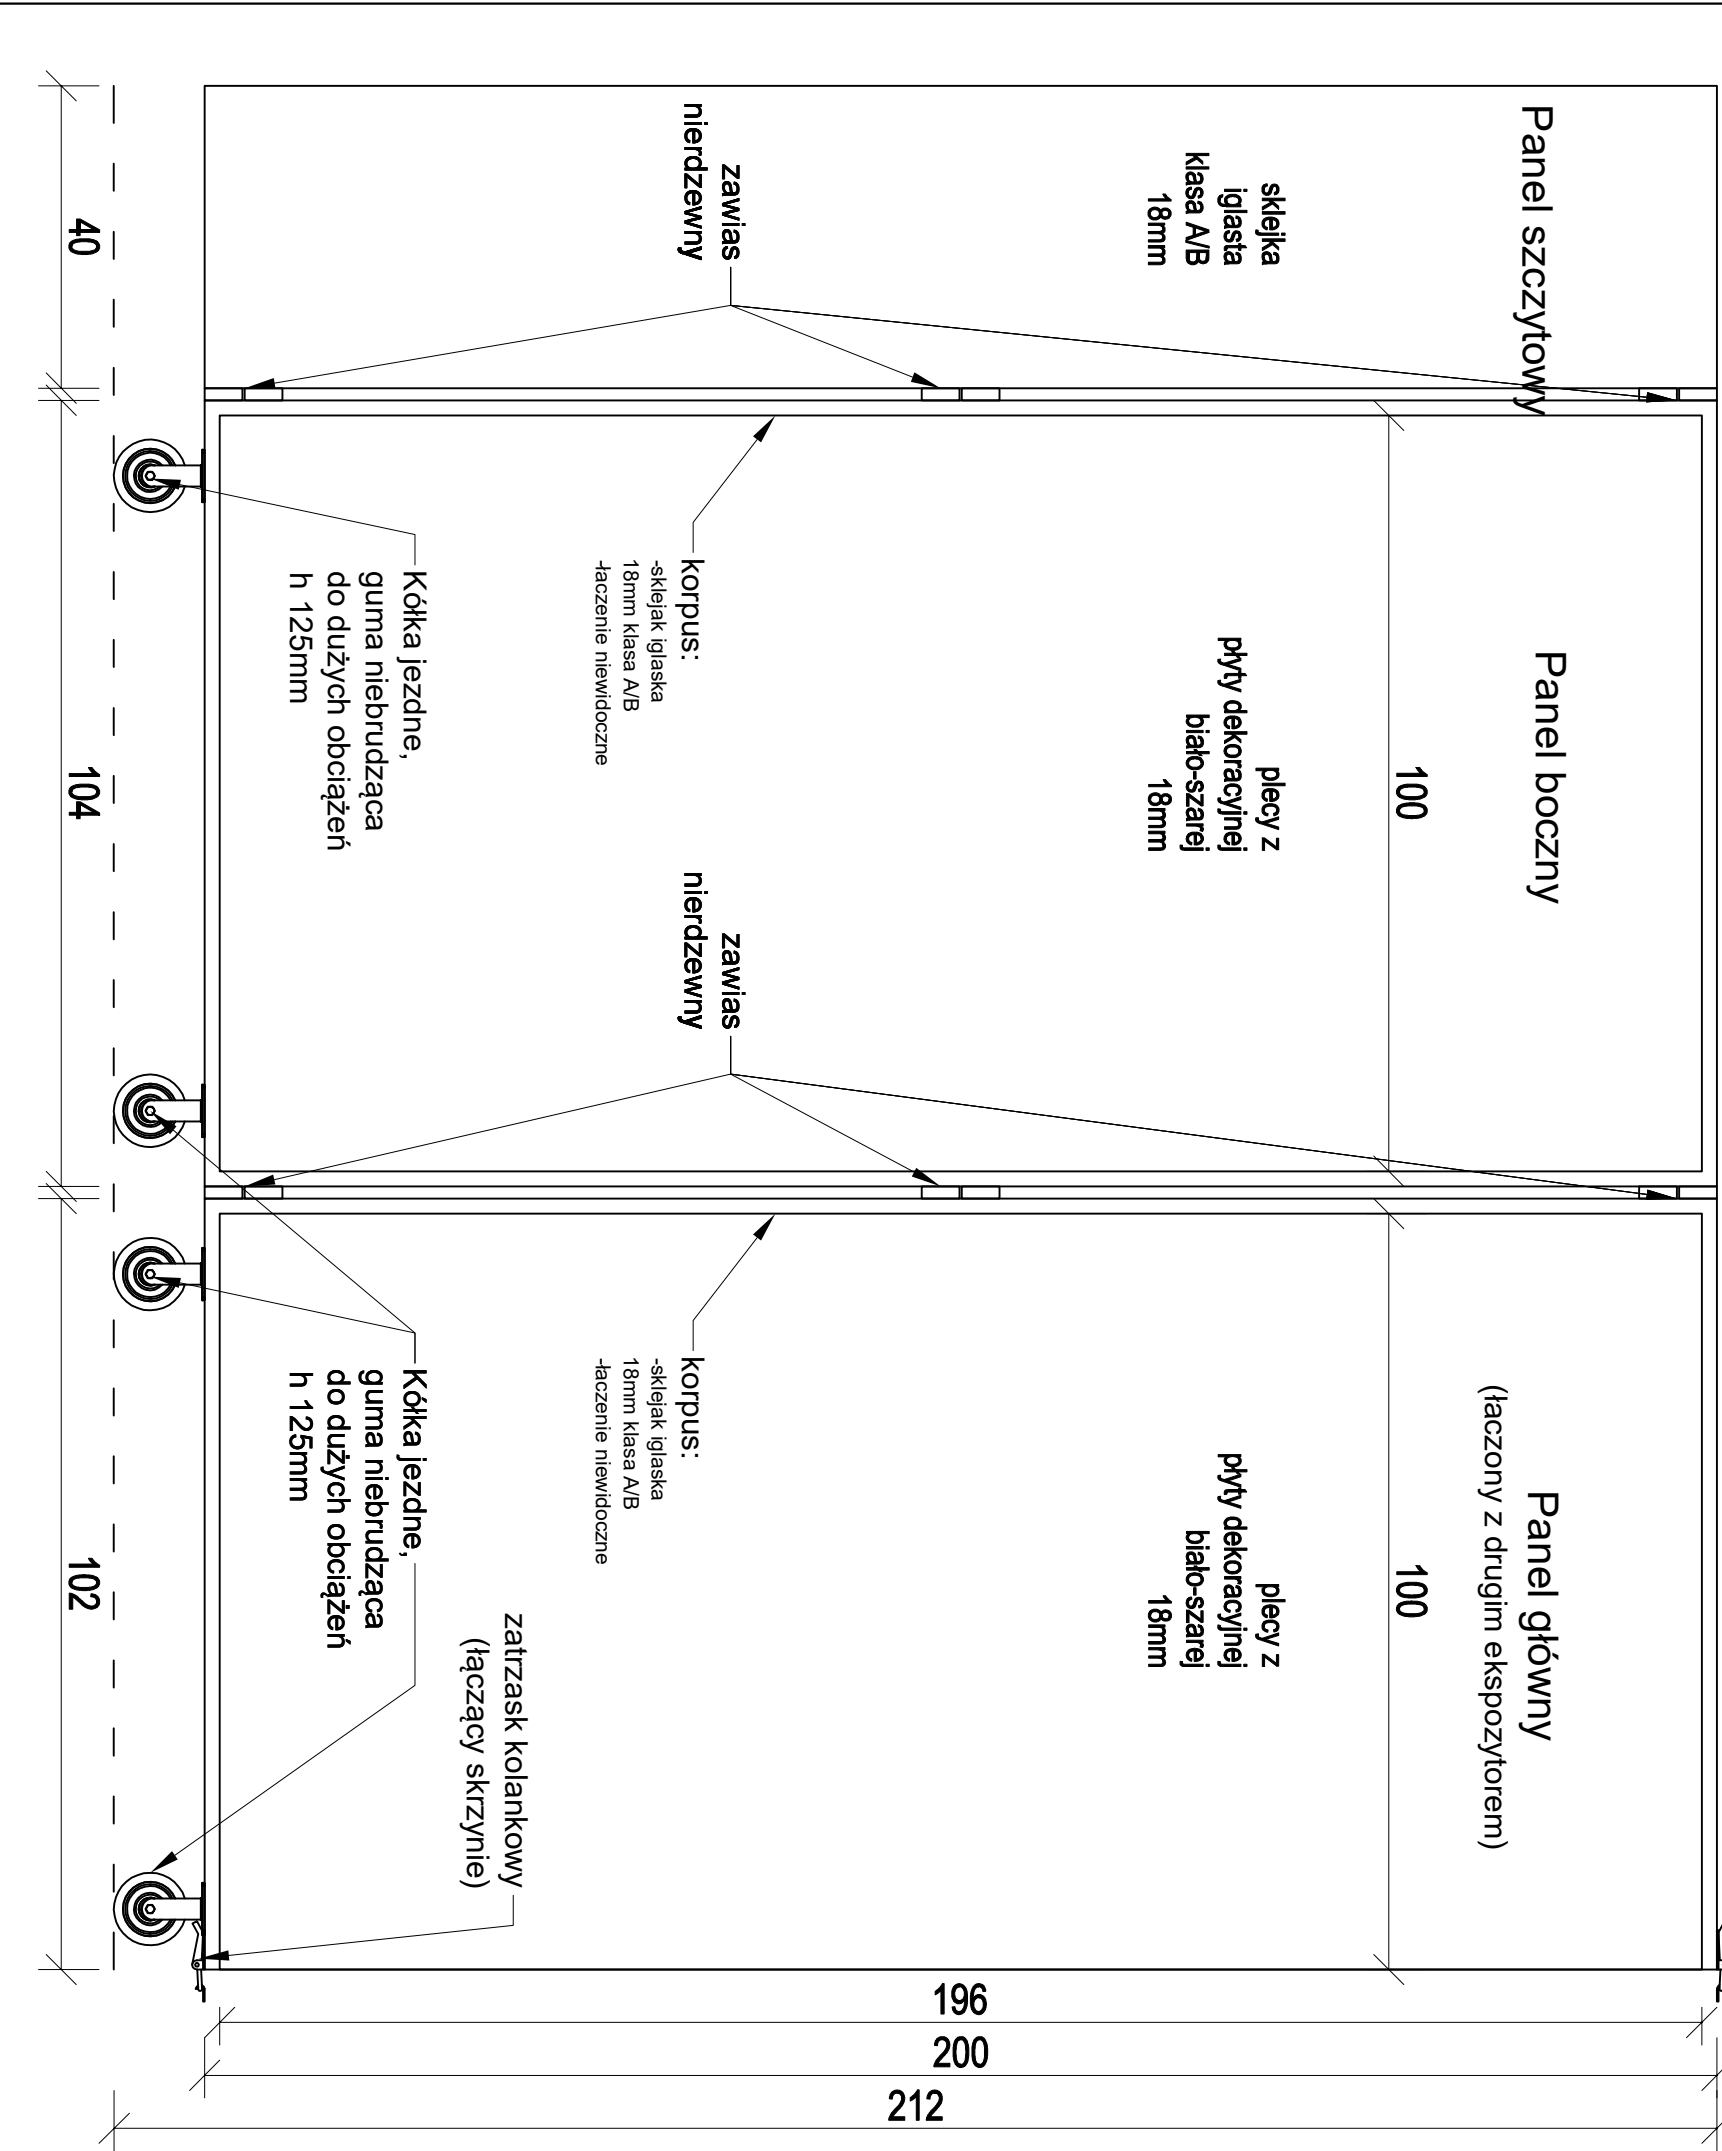 Panel szczytowy
sklejka
iglasta
klasa A/B
18mm
zawias
nierdzewny
40
Panel boczny
100
plecy z
płyty dekoracyjnej
biało-szarej
18mm
korpus:
-sklejak iglaska
18mm klasa A/B
-łaczenie niewidoczne
zawias
nierdzewny
Kółka jezdne,
guma niebrudząca
do dużych obciążeń
h 125mm
104
Panel główny
(łaczony z drugim ekspozytorem)
100
plecy z
płyty dekoracyjnej
biało-szarej
18mm
korpus:
-sklejak iglaska
18mm klasa A/B
-łaczenie niewidoczne
zatrzask kolankowy
(łączący skrzynie)
Kółka jezdne,
guma niebrudząca
do dużych obciążeń
h 125mm
102
196
200
212